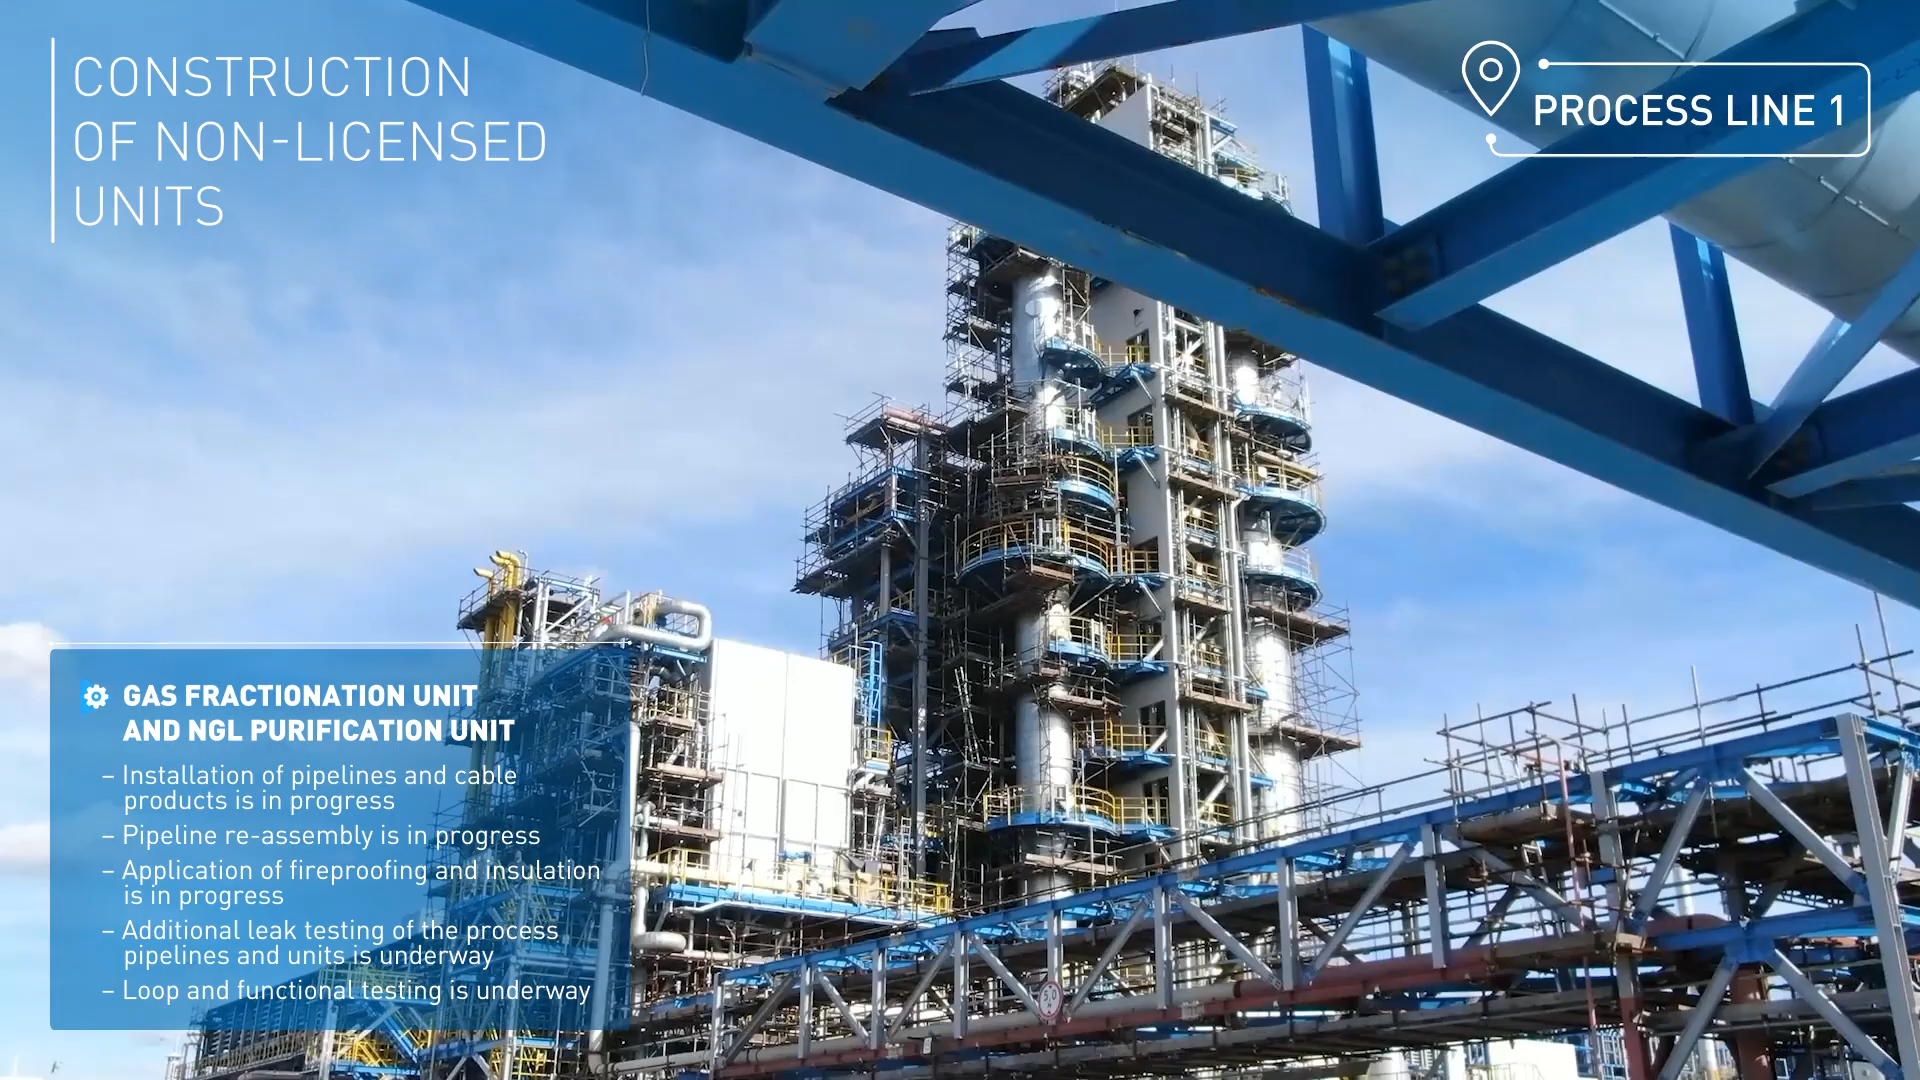 CONSTRUCTION
OF NON-LICENSED
UNITS
PROCESS LINE 1
GAS FRACTIONATION UNIT
AND NGL PURIFICATION UNIT
– Installation of pipelines and cable
products is in progress
– Pipeline re-assembly is in progress
– Application of fireproofing and insulation
is in progress
– Additional leak testing of the process
pipelines and units is underway
– Loop and functional testing is underway
5,0